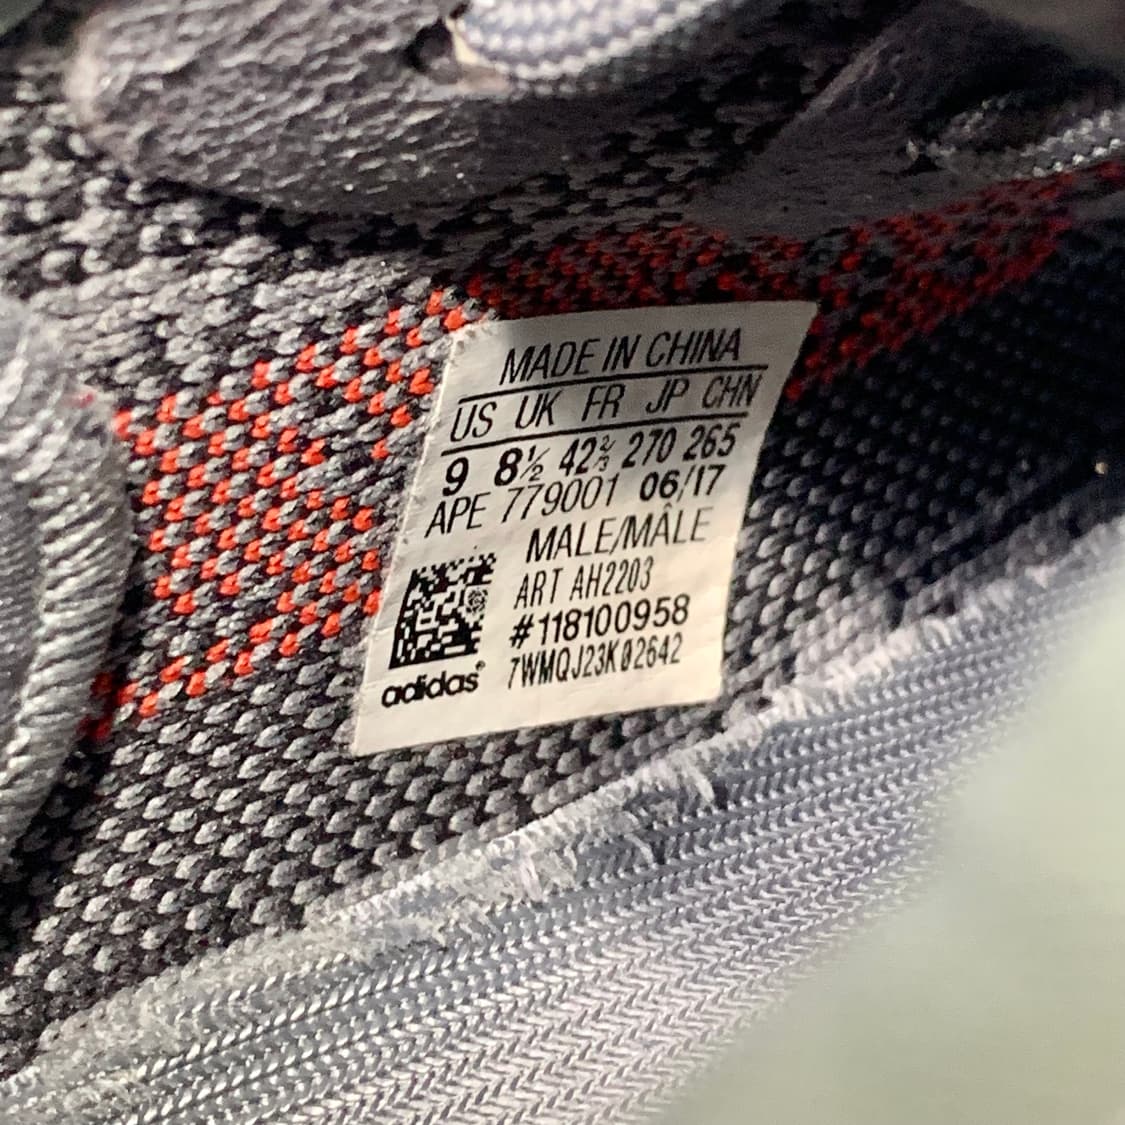 MADE IN CHINA
US UK FR JP CHN
9 8½ 42⅔ 270 265
APE 779001 06/17
MALE/MÂLE
ART AH2203
#118100958
7WMQJ23K02642
adidas®